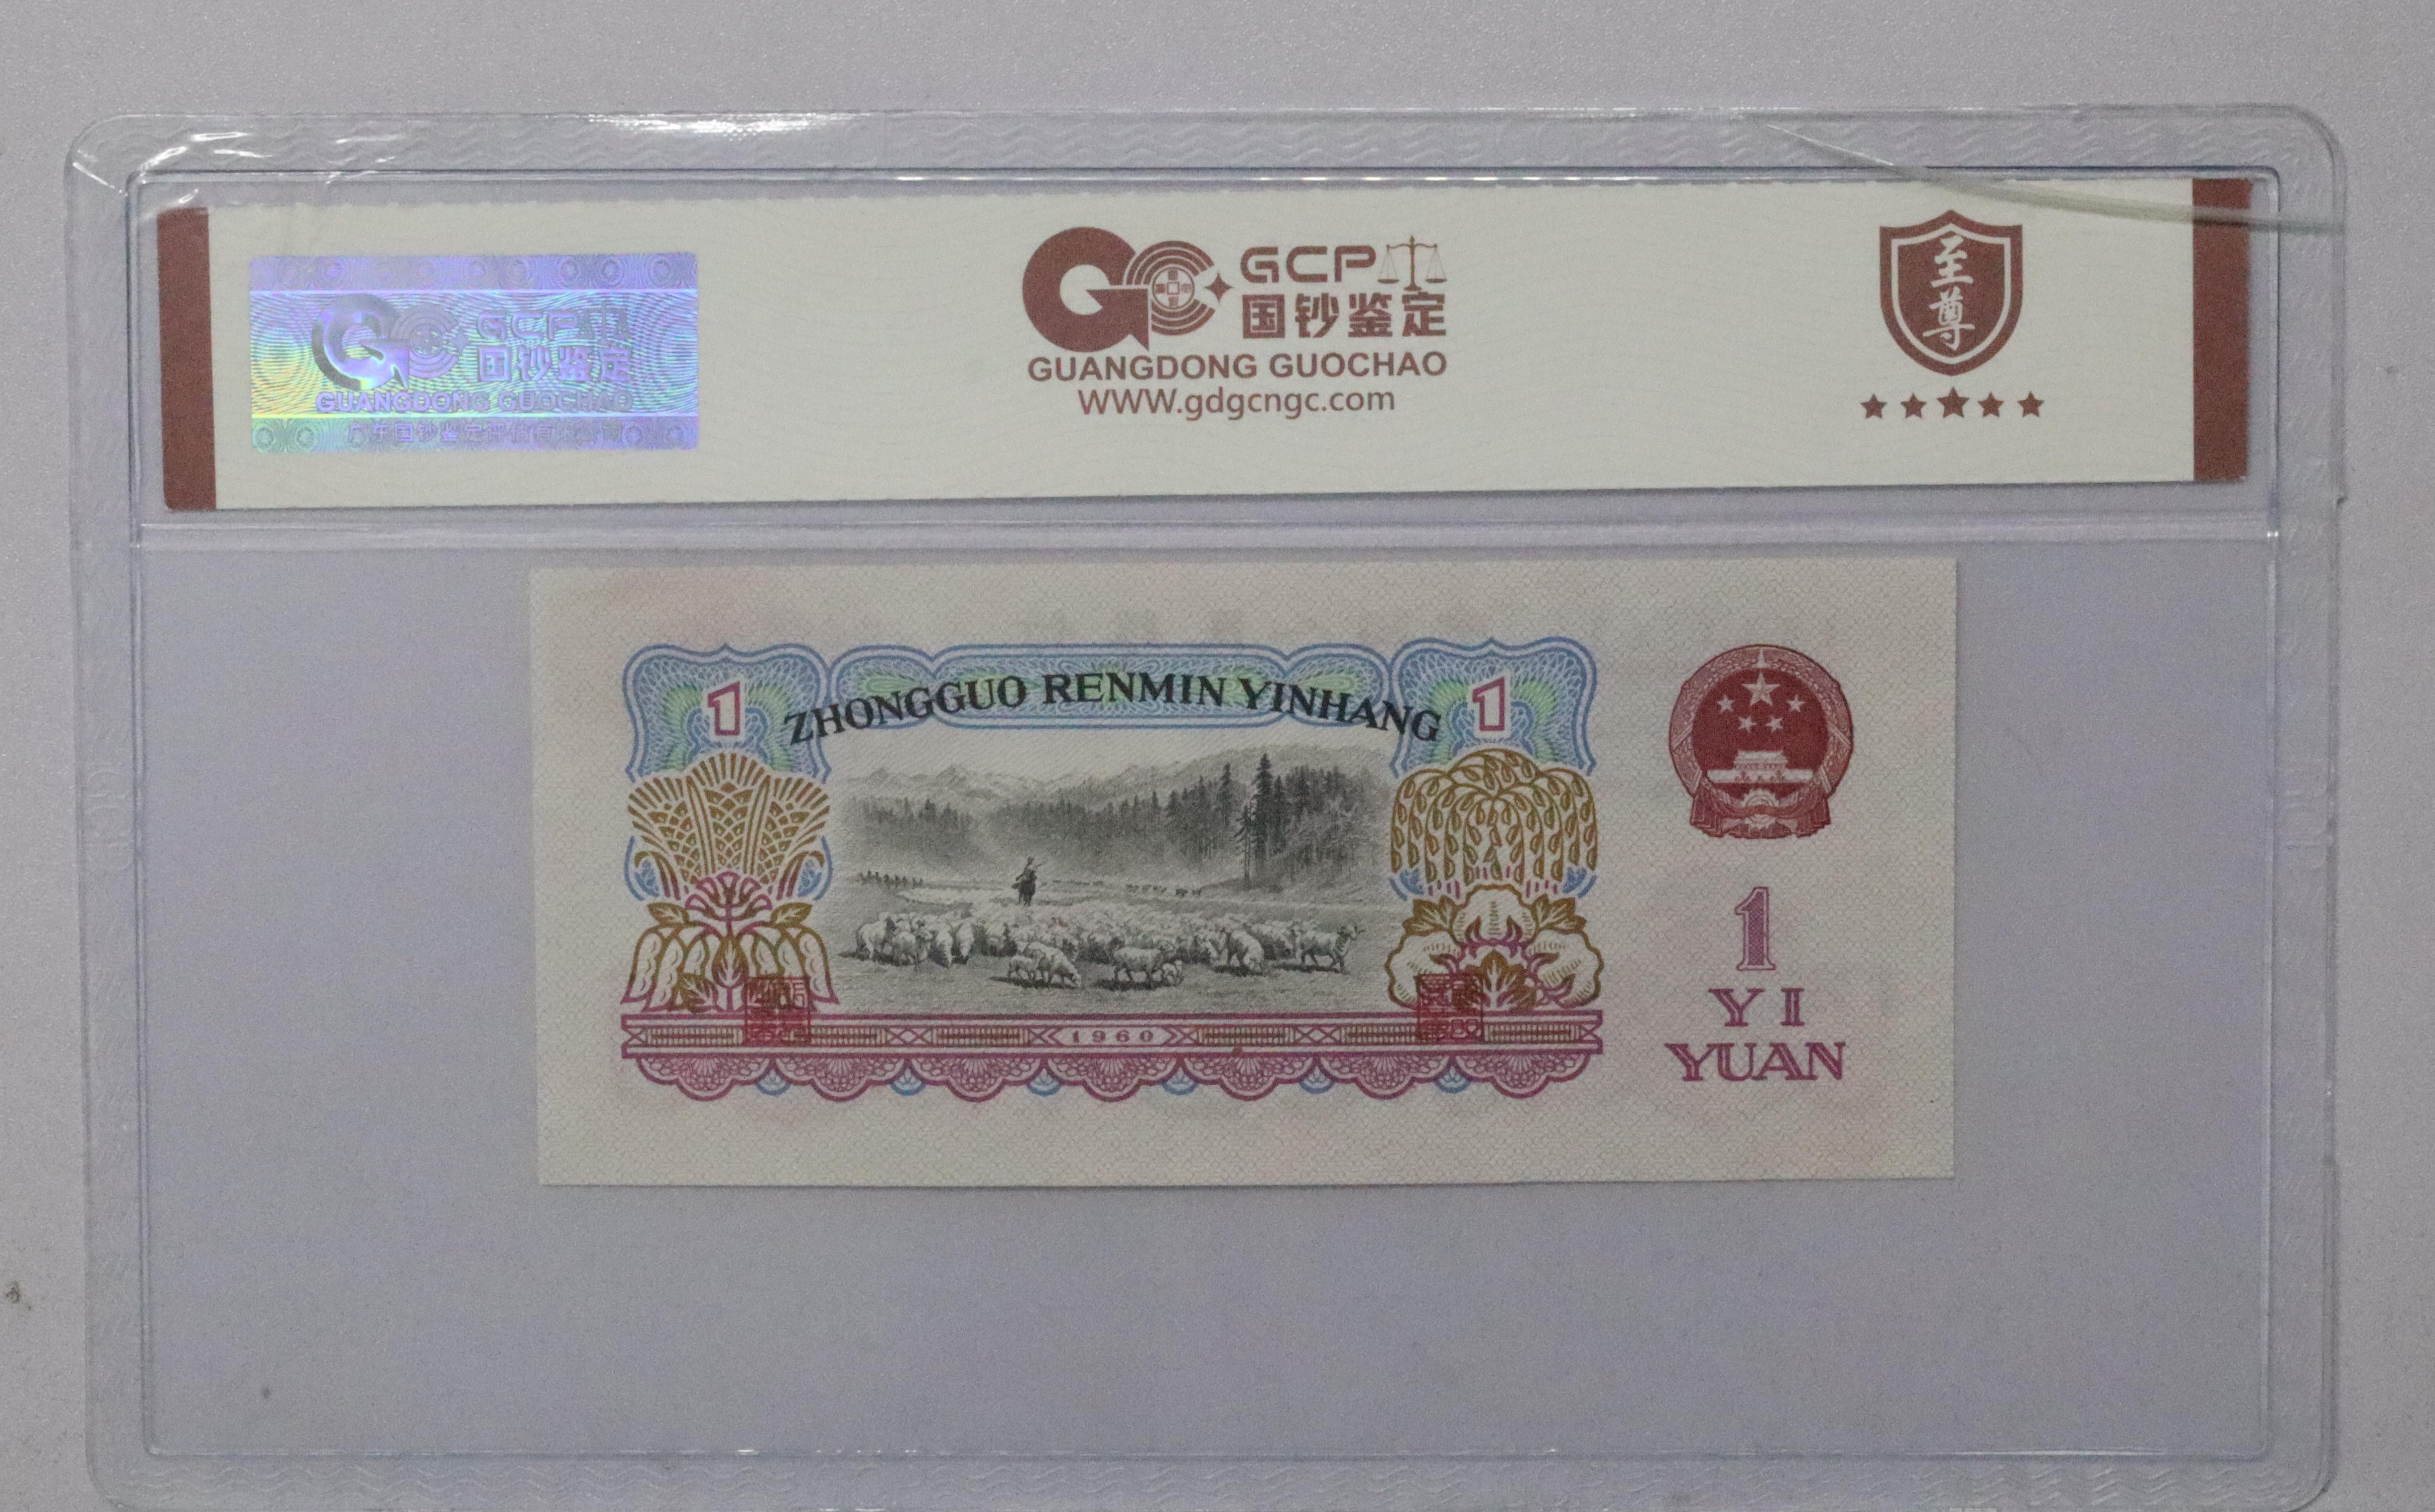 GCP
国钞鉴定
GUANGDONG GUOCHAO
广东国钞鉴定评估有限公司
GCP
国钞鉴定
GUANGDONG GUOCHAO
www.gdgcngc.com
至尊
1
ZHONGGUO RENMIN YINHANG
1
1960
1
YI
YUAN